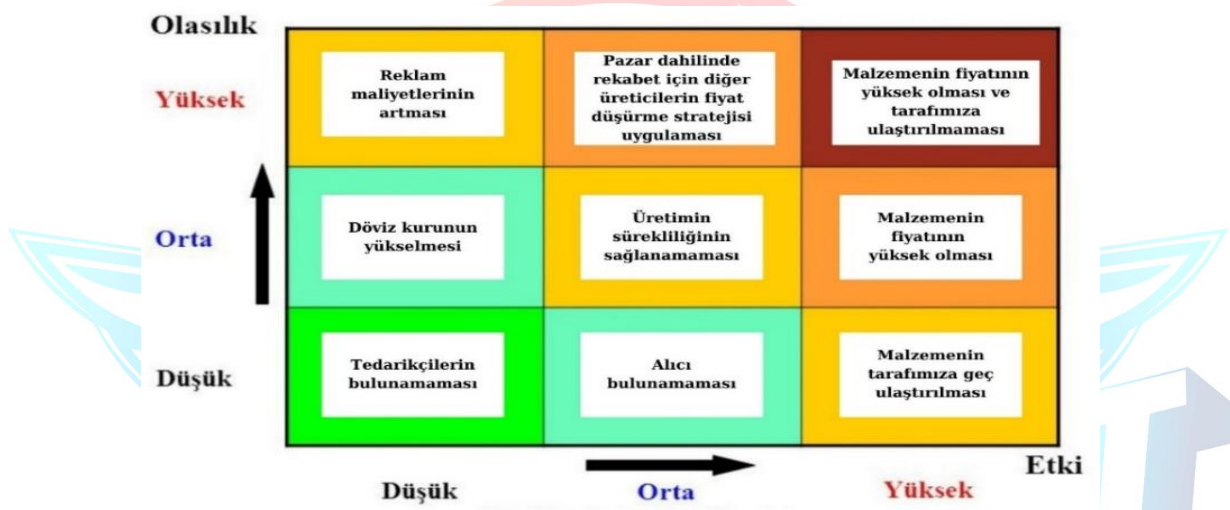 Olasılık
Yüksek
Reklam
maliyetlerinin
artması
Pazar dahilinde
rekabet için diğer
üreticilerin fiyat
düşürme stratejisi
uygulaması
Malzemenin fiyatının
yüksek olması ve
tarafımıza
ulaştırılmaması
Orta
Döviz kurunun
yükselmesi
Üretimin
sürekliliğinin
sağlanamaması
Malzemenin
fiyatının
yüksek olması
Düşük
Tedarikçilerin
bulunamaması
Alıcı
bulunamaması
Malzemenin
tarafımıza geç
ulaştırılması
Etki
Düşük
Orta
Yüksek